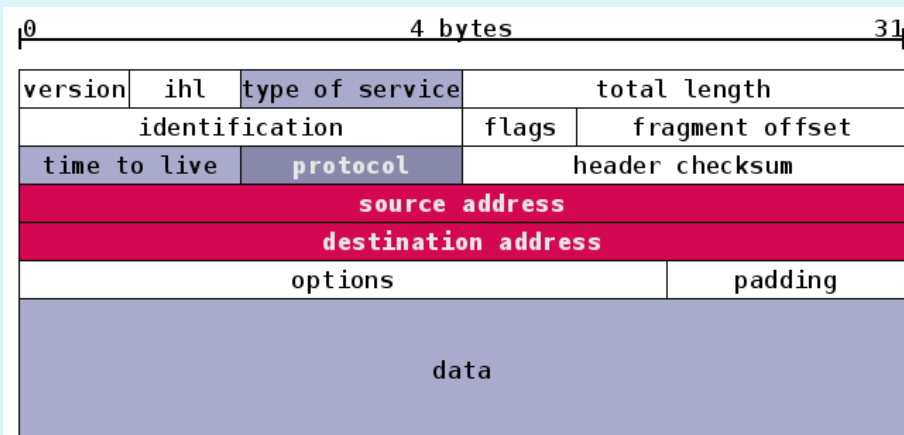 0 4 bytes 31
version ihl type of service total length
identification flags fragment offset
time to live protocol header checksum
source address
destination address
options padding
data